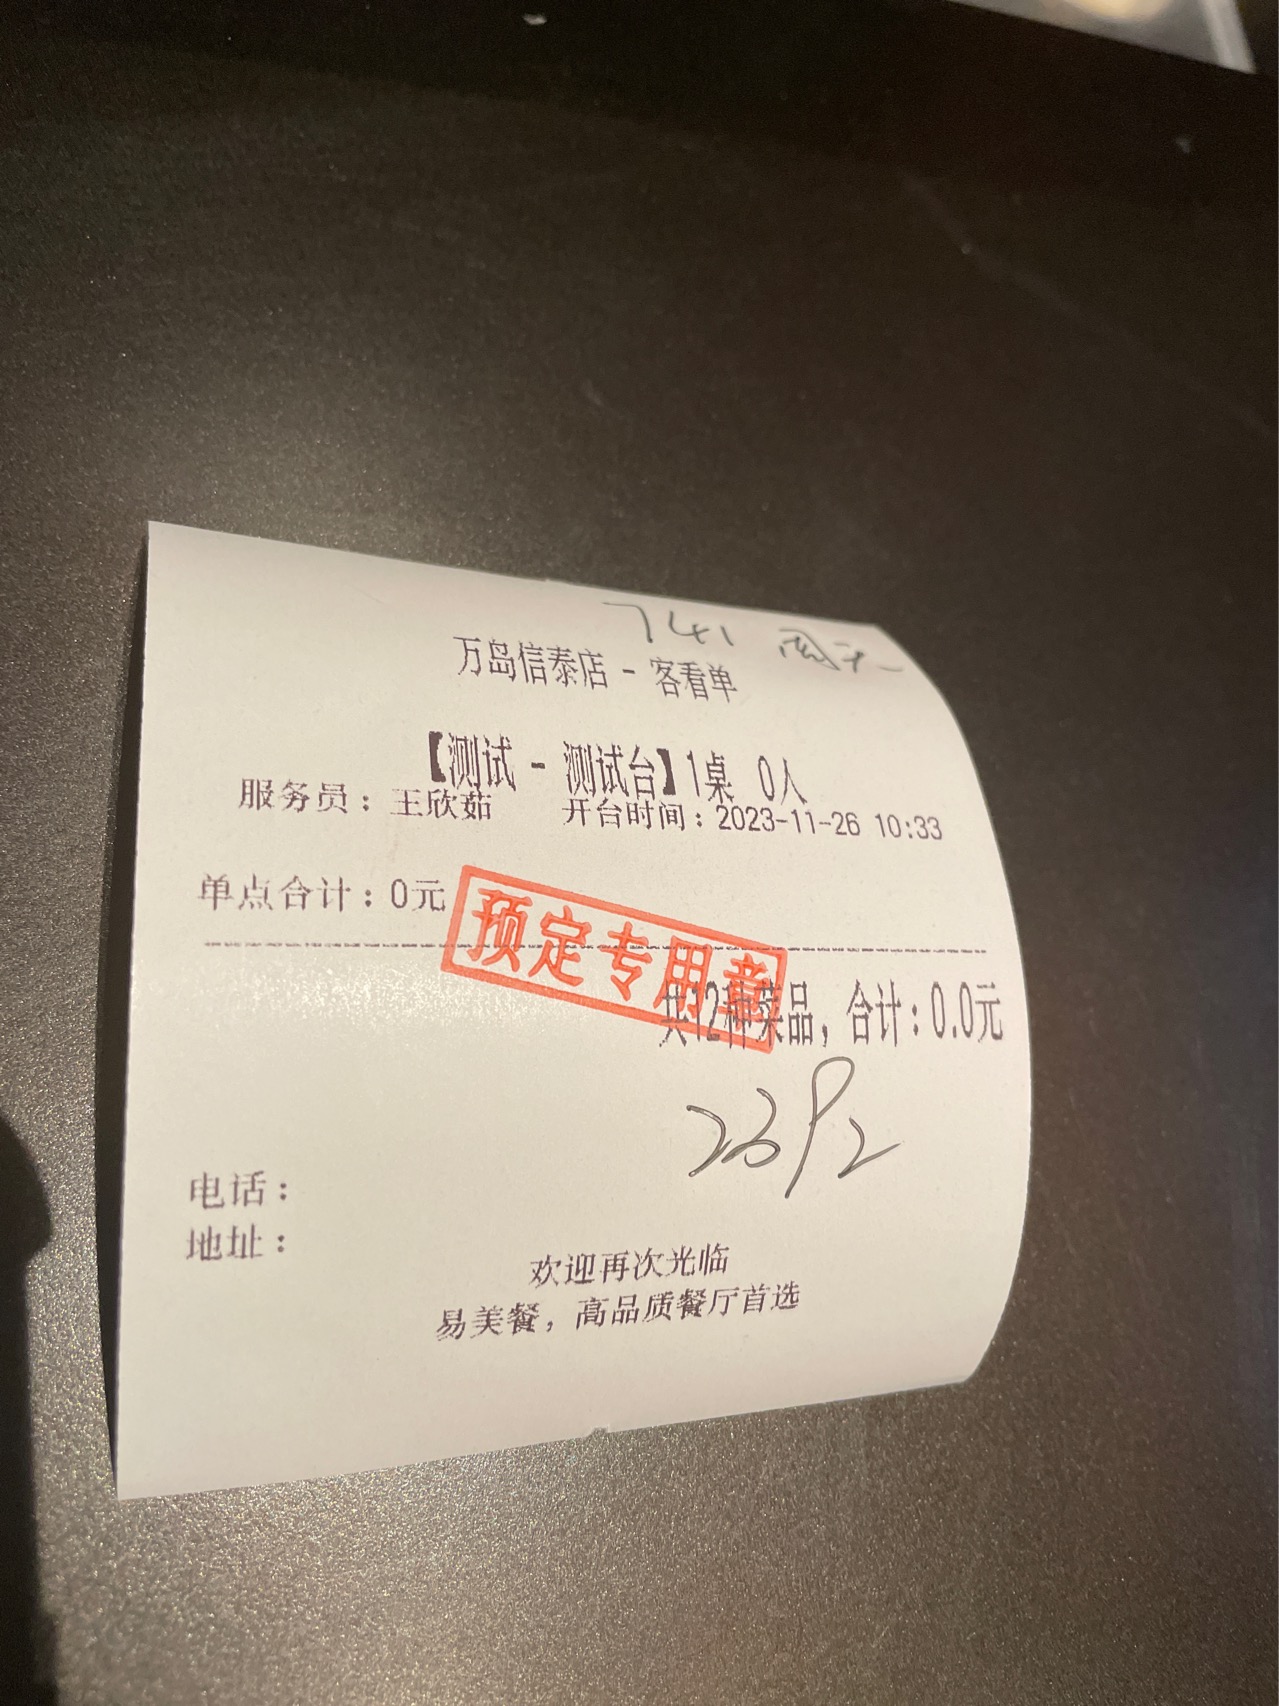 741
万岛信泰店 - 客看单
【测试 - 测试台】1桌 0人
服务员：王欣茹 开台时间：2023-11-26 10:33
单点合计：0元
预定专用章
共12种菜品，合计：0.0元
电话：
地址：
欢迎再次光临
易美餐，高品质餐厅首选